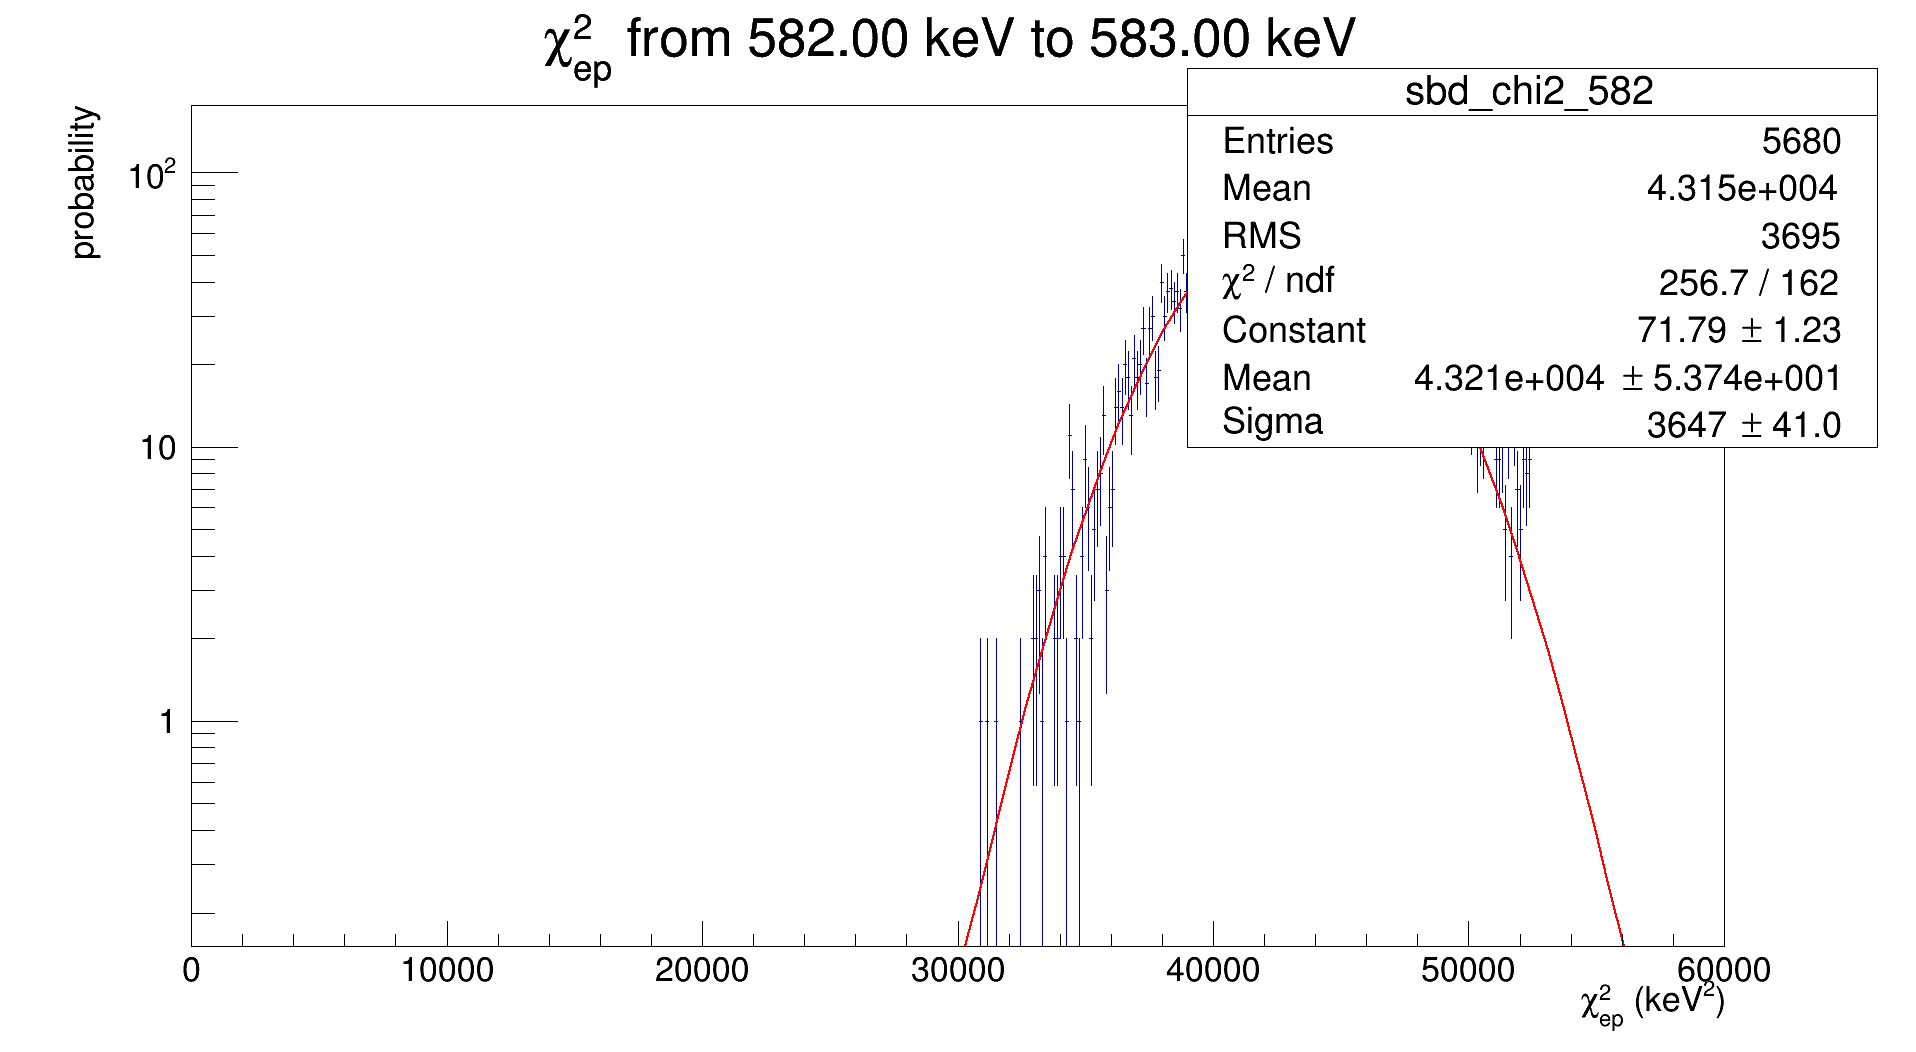 χ²ep from 582.00 keV to 583.00 keV
probability
sbd_chi2_582
Entries 5680
Mean 4.315e+004
RMS 3695
χ² / ndf 256.7 / 162
Constant 71.79 ± 1.23
Mean 4.321e+004 ± 5.374e+001
Sigma 3647 ± 41.0
10²
10
1
0 10000 20000 30000 40000 50000 60000
χ²ep (keV²)